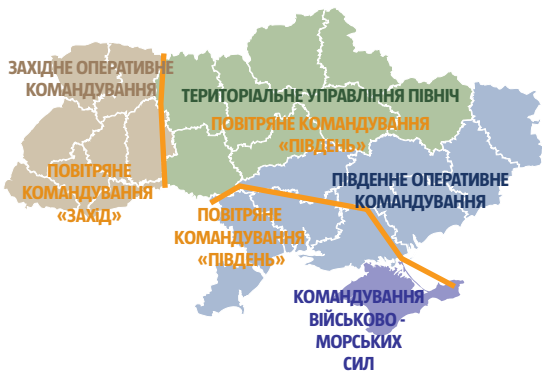 ЗАХІДНЕ ОПЕРАТИВНЕ
КОМАНДУВАННЯ
ТЕРИТОРІАЛЬНЕ УПРАВЛІННЯ ПІВНІЧ
ПОВІТРЯНЕ КОМАНДУВАННЯ
«ПІВДЕНЬ»
ПОВІТРЯНЕ
КОМАНДУВАННЯ
«ЗАХІД»
ПІВДЕННЕ ОПЕРАТИВНЕ
КОМАНДУВАННЯ
ПОВІТРЯНЕ
КОМАНДУВАННЯ
«ПІВДЕНЬ»
КОМАНДУВАННЯ
ВІЙСЬКОВО -
МОРСЬКИХ
СИЛ